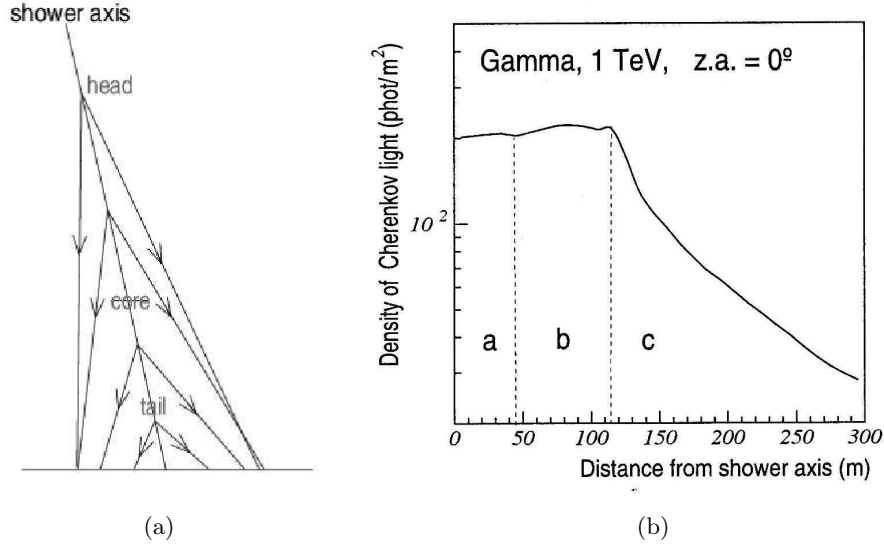 shower axis
head
core
tail
(a)
Density of Cherenkov light (phot/m²)
Gamma, 1 TeV, z.a. = 0º
10²
a
b
c
0 50 100 150 200 250 300
Distance from shower axis (m)
(b)